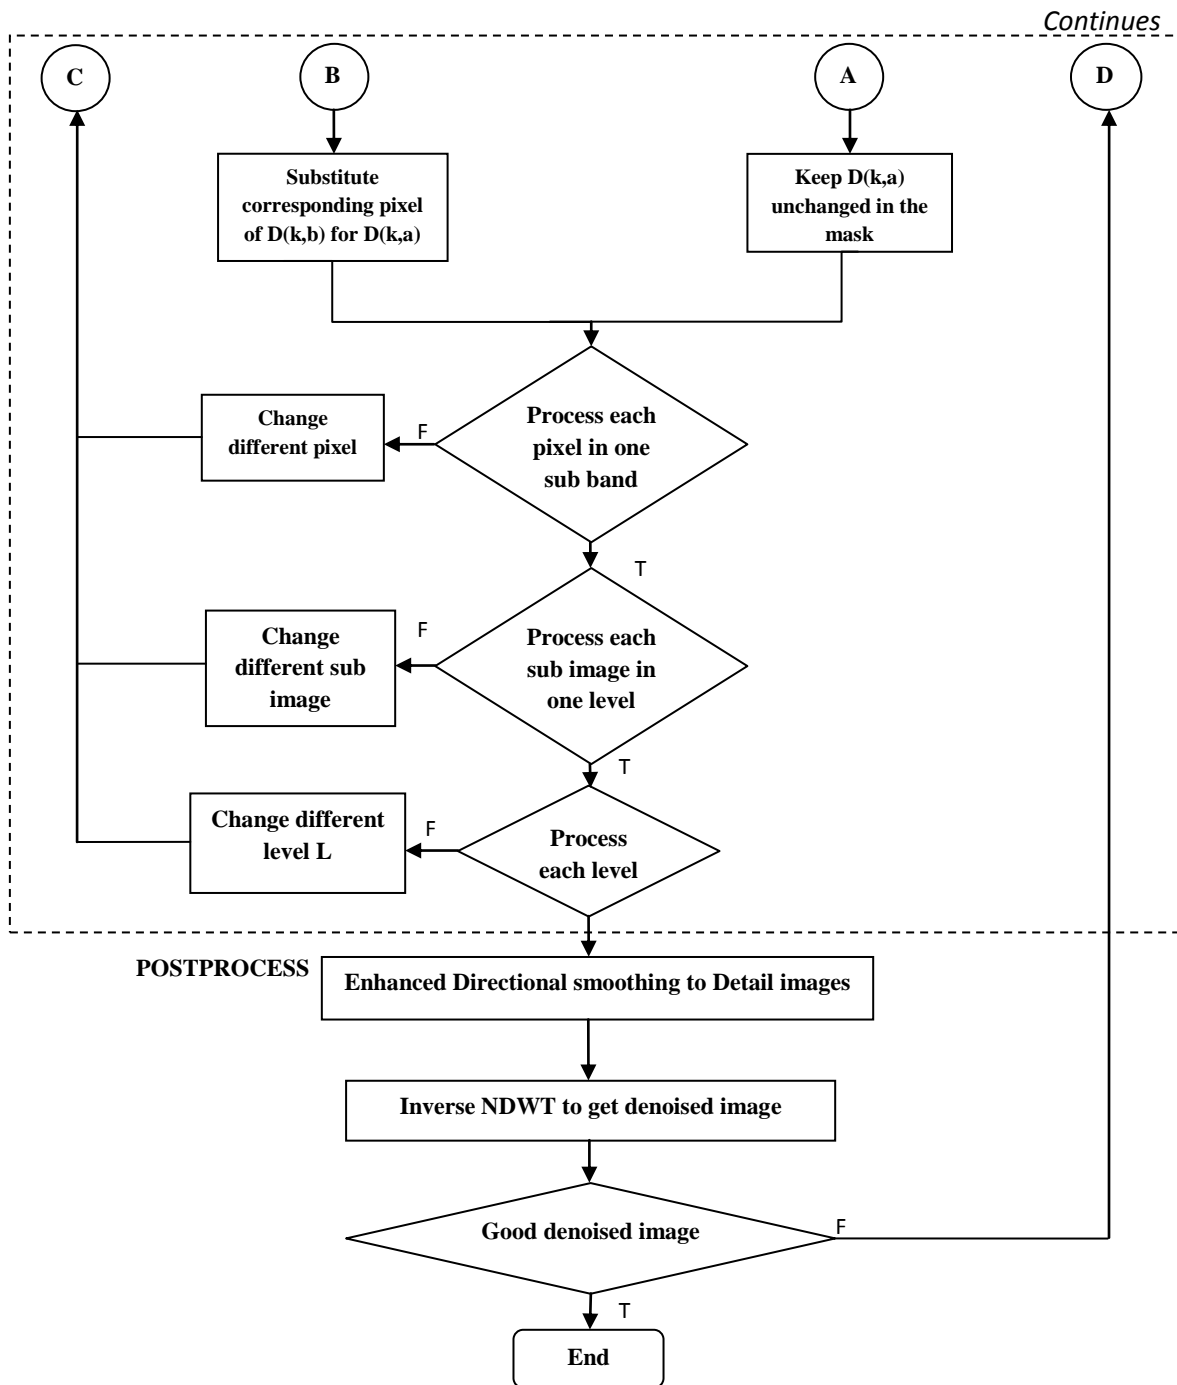 Continues
C
B
A
D
Substitute
corresponding pixel
of D(k,b) for D(k,a)
Keep D(k,a)
unchanged in the
mask
Change
different pixel
F
Process each
pixel in one
sub band
T
Change
different sub
image
F
Process each
sub image in
one level
T
Change different
level L
F
Process
each level
POSTPROCESS
Enhanced Directional smoothing to Detail images
Inverse NDWT to get denoised image
Good denoised image
F
T
End